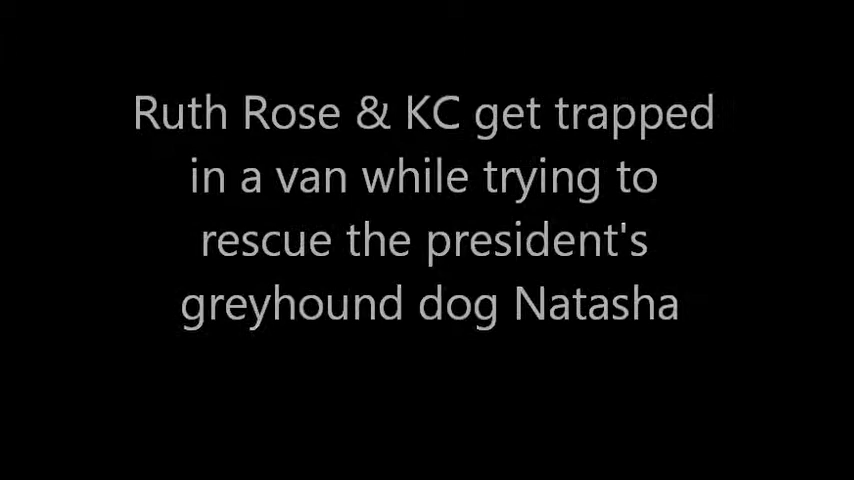 Ruth Rose & KC get trapped
in a van while trying to
rescue the president's
greyhound dog Natasha